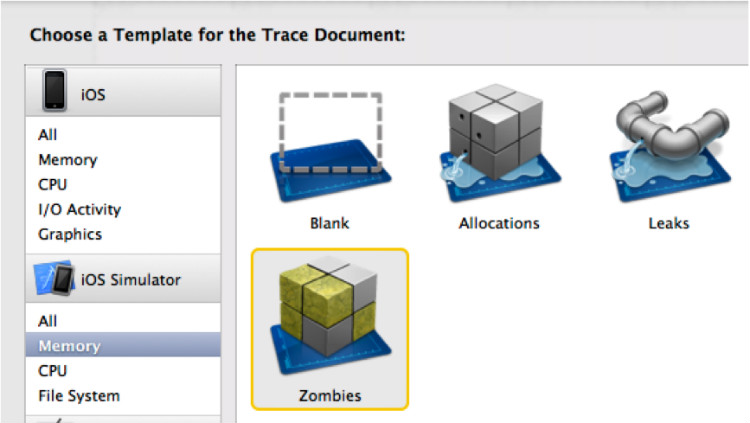 Choose a Template for the Trace Document:
iOS
All
Memory
CPU
I/O Activity
Graphics
iOS Simulator
All
Memory
CPU
File System
Blank
Allocations
Leaks
Zombies